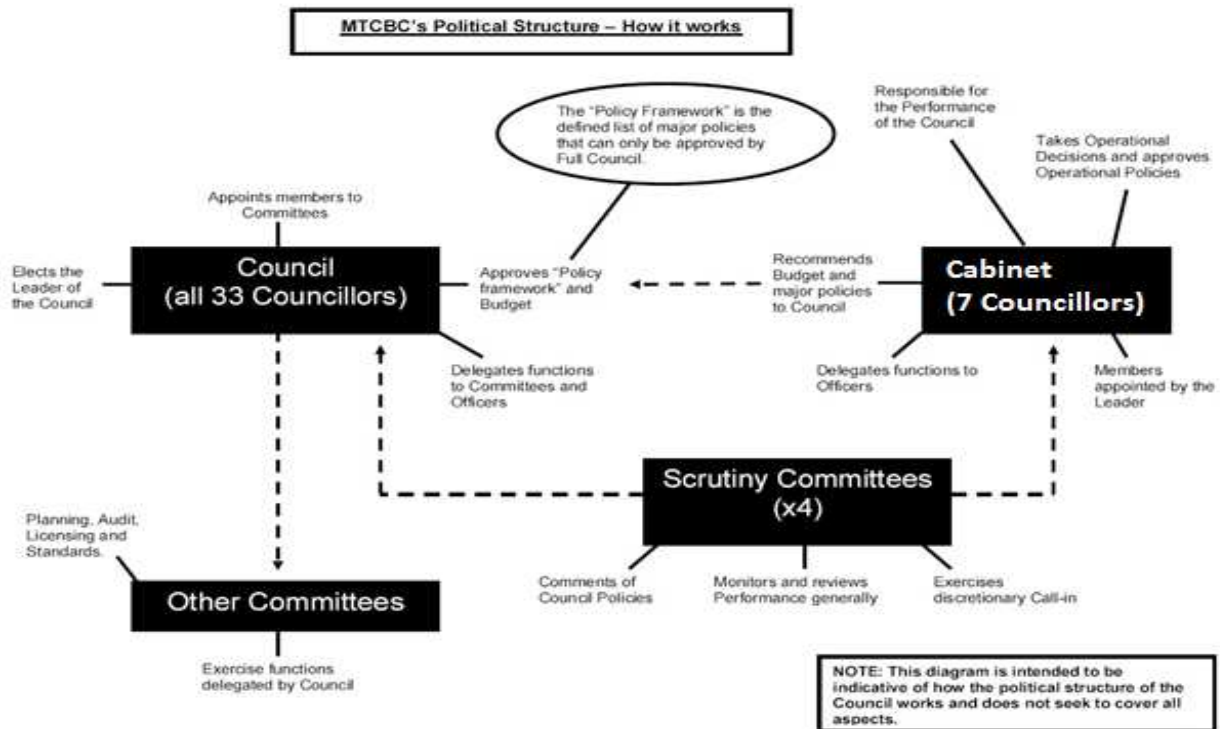 MTCBC's Political Structure – How it works
The "Policy Framework" is the
defined list of major policies
that can only be approved by
Full Council.
Responsible for
the Performance
of the Council
Takes Operational
Decisions and approves
Operational Policies
Appoints members to
Committees
Elects the
Leader of
the Council
Council
(all 33 Councillors)
Approves "Policy
framework" and
Budget
Recommends
Budget and
major policies
to Council
Cabinet
(7 Councillors)
Delegates functions
to Committees and
Officers
Delegates functions to
Officers
Members
appointed by the
Leader
Scrutiny Committees
(x4)
Planning, Audit,
Licensing and
Standards.
Comments of
Council Policies
Monitors and reviews
Performance generally
Exercises
discretionary Call-in
Other Committees
Exercise functions
delegated by Council
NOTE: This diagram is intended to be
indicative of how the political structure of the
Council works and does not seek to cover all
aspects.